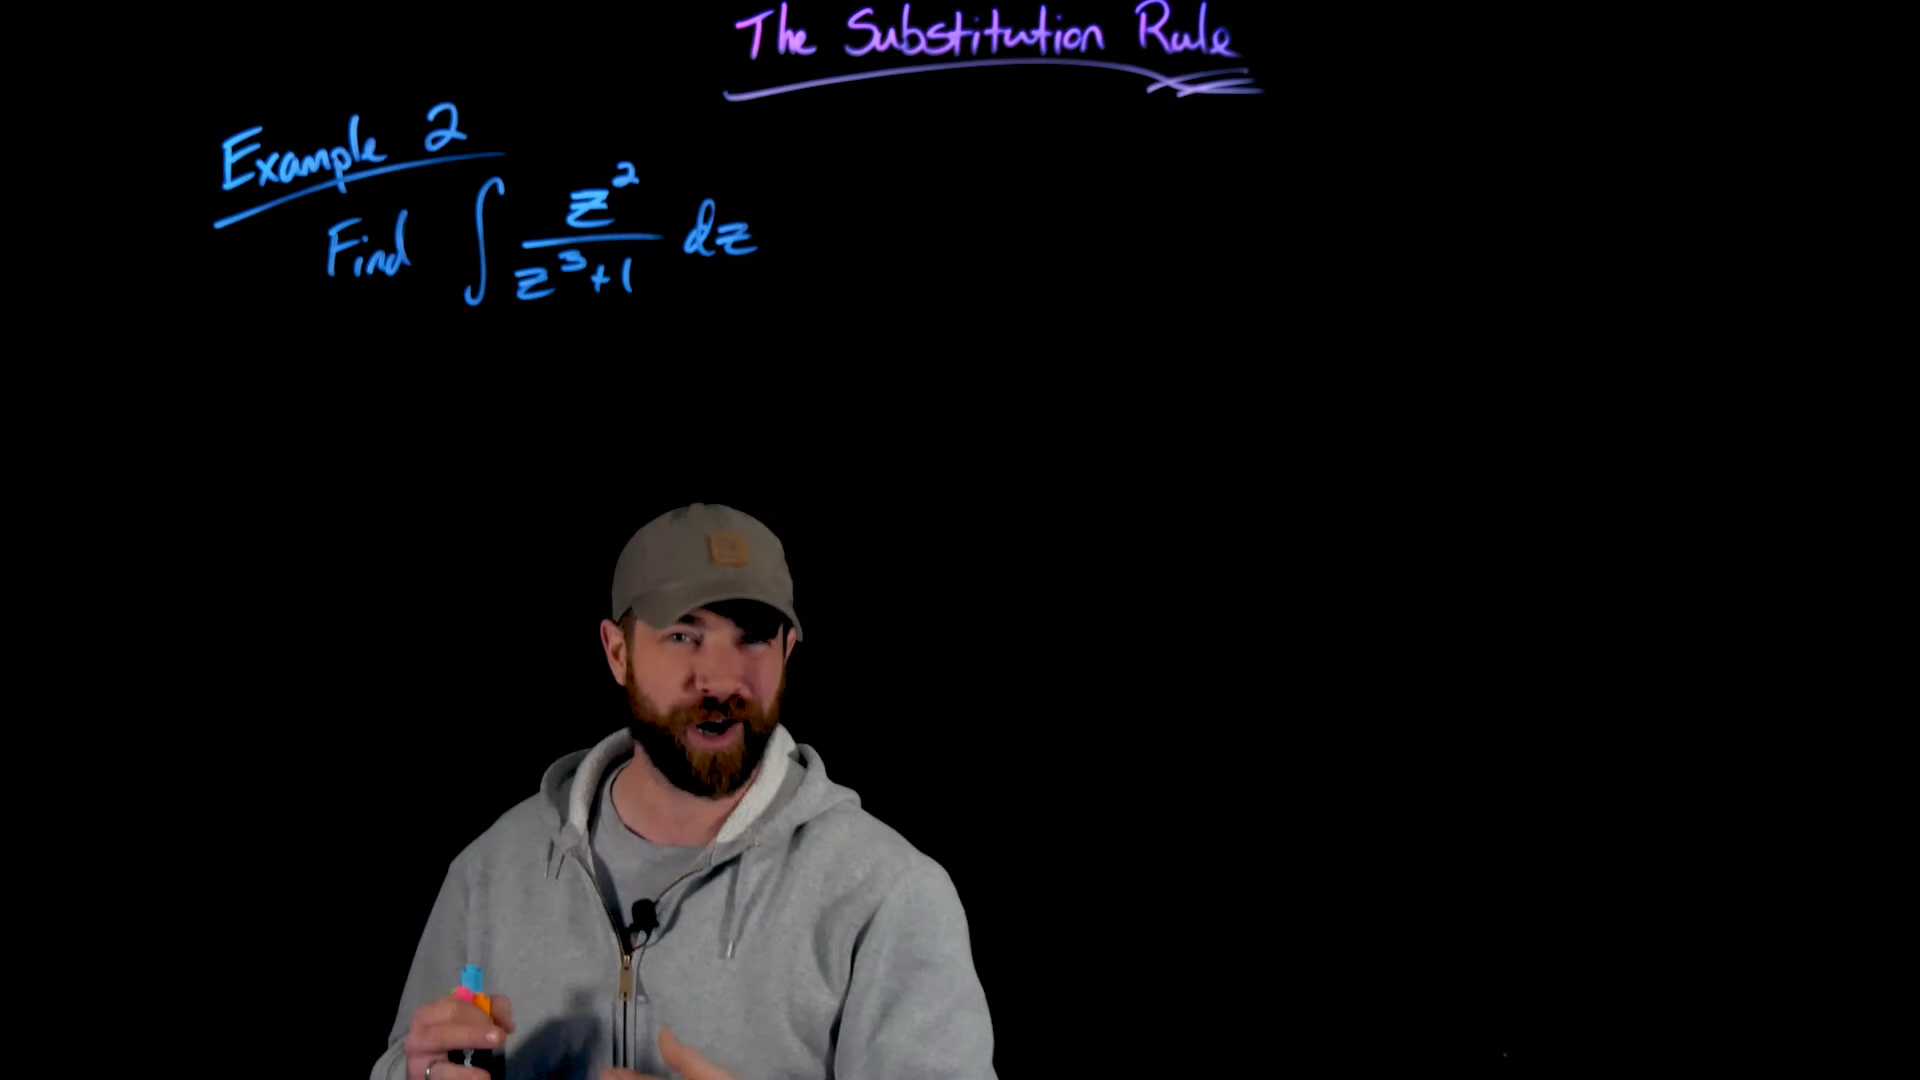 The Substitution Rule
Example 2
Find ∫ z²/(z³+1) dz